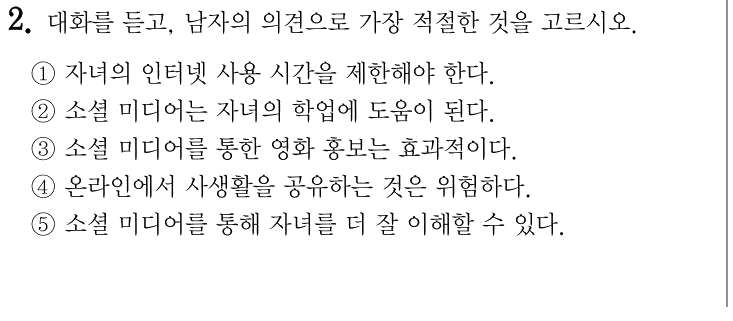 2. 대화를 듣고, 남자의 의견으로 가장 적절한 것을 고르시오.
① 자녀의 인터넷 사용 시간을 제한해야 한다.
② 소셜 미디어는 자녀의 학업에 도움이 된다.
③ 소셜 미디어를 통한 영화 홍보는 효과적이다.
④ 온라인에서 사생활을 공유하는 것은 위험하다.
⑤ 소셜 미디어를 통해 자녀를 더 잘 이해할 수 있다.